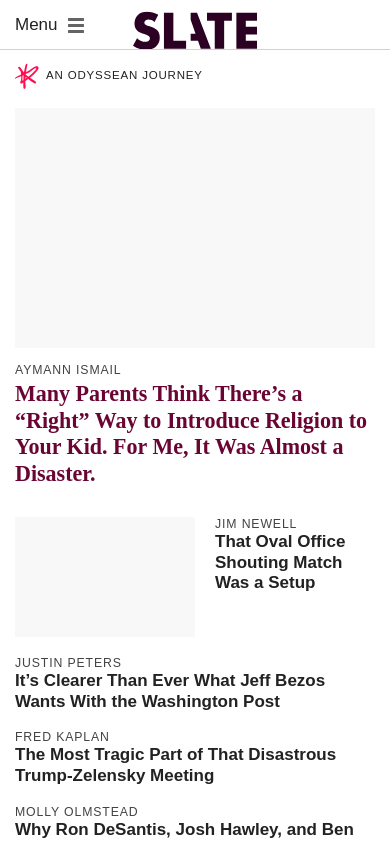 Menu
SLATE
AN ODYSSEAN JOURNEY
AYMANN ISMAIL
Many Parents Think There’s a
“Right” Way to Introduce Religion to
Your Kid. For Me, It Was Almost a
Disaster.
JIM NEWELL
That Oval Office
Shouting Match
Was a Setup
JUSTIN PETERS
It’s Clearer Than Ever What Jeff Bezos
Wants With the Washington Post
FRED KAPLAN
The Most Tragic Part of That Disastrous
Trump-Zelensky Meeting
MOLLY OLMSTEAD
Why Ron DeSantis, Josh Hawley, and Ben